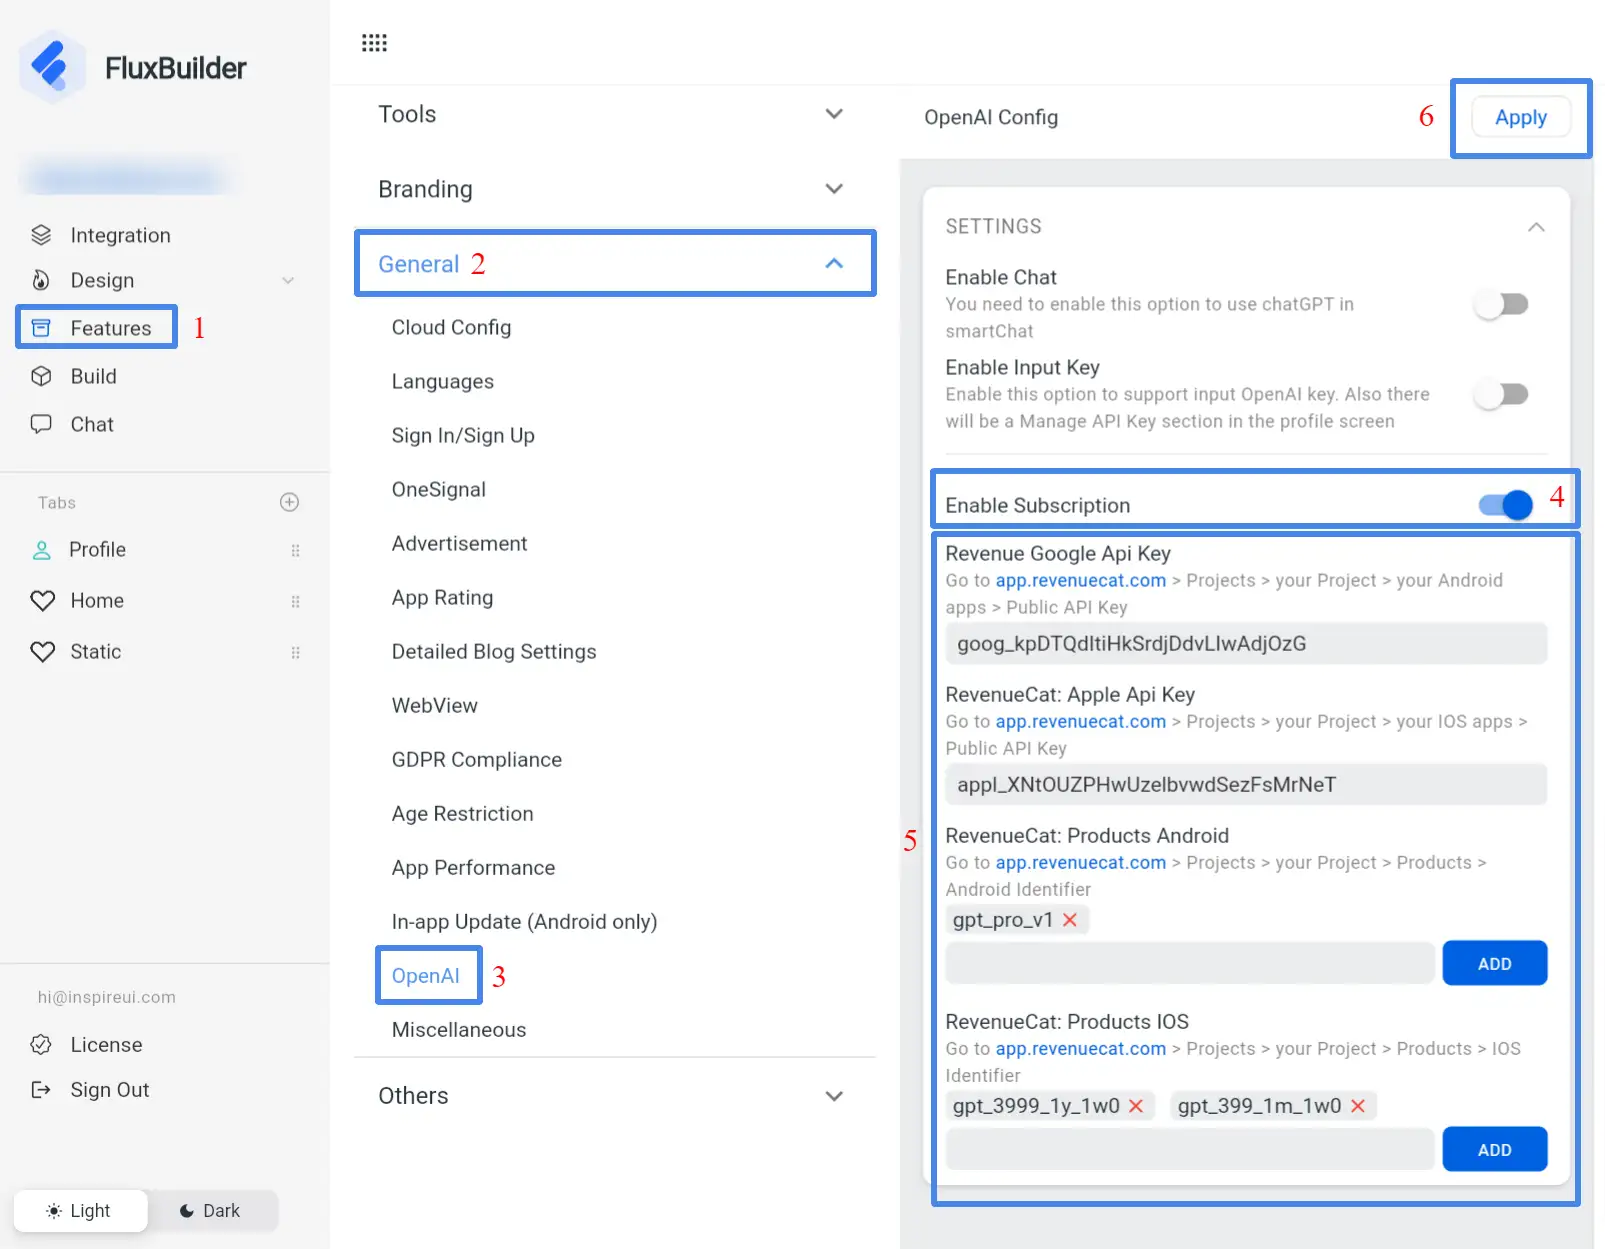 FluxBuilder
Integration
Design
Features
1
Build
Chat
Tabs
Profile
Home
Static
hi@inspireui.com
License
Sign Out
Light
Dark
Tools
Branding
General
2
Cloud Config
Languages
Sign In/Sign Up
OneSignal
Advertisement
App Rating
Detailed Blog Settings
WebView
GDPR Compliance
Age Restriction
App Performance
In-app Update (Android only)
OpenAI
3
Miscellaneous
Others
OpenAI Config
6
Apply
SETTINGS
Enable Chat
You need to enable this option to use chatGPT in
smartChat
Enable Input Key
Enable this option to support input OpenAI key. Also there
will be a Manage API Key section in the profile screen
Enable Subscription
4
5
Revenue Google Api Key
Go to app.revenuecat.com > Projects > your Project > your Android
apps > Public API Key
goog_kpDTQdItiHkSrdjDdvLIwAdjOzG
RevenueCat: Apple Api Key
Go to app.revenuecat.com > Projects > your Project > your IOS apps >
Public API Key
appl_XNtOUZPHwUzelbvwdSezFsMrNeT
RevenueCat: Products Android
Go to app.revenuecat.com > Projects > your Project > Products >
Android Identifier
gpt_pro_v1
ADD
RevenueCat: Products IOS
Go to app.revenuecat.com > Projects > your Project > Products > IOS
Identifier
gpt_3999_1y_1w0 gpt_399_1m_1w0
ADD